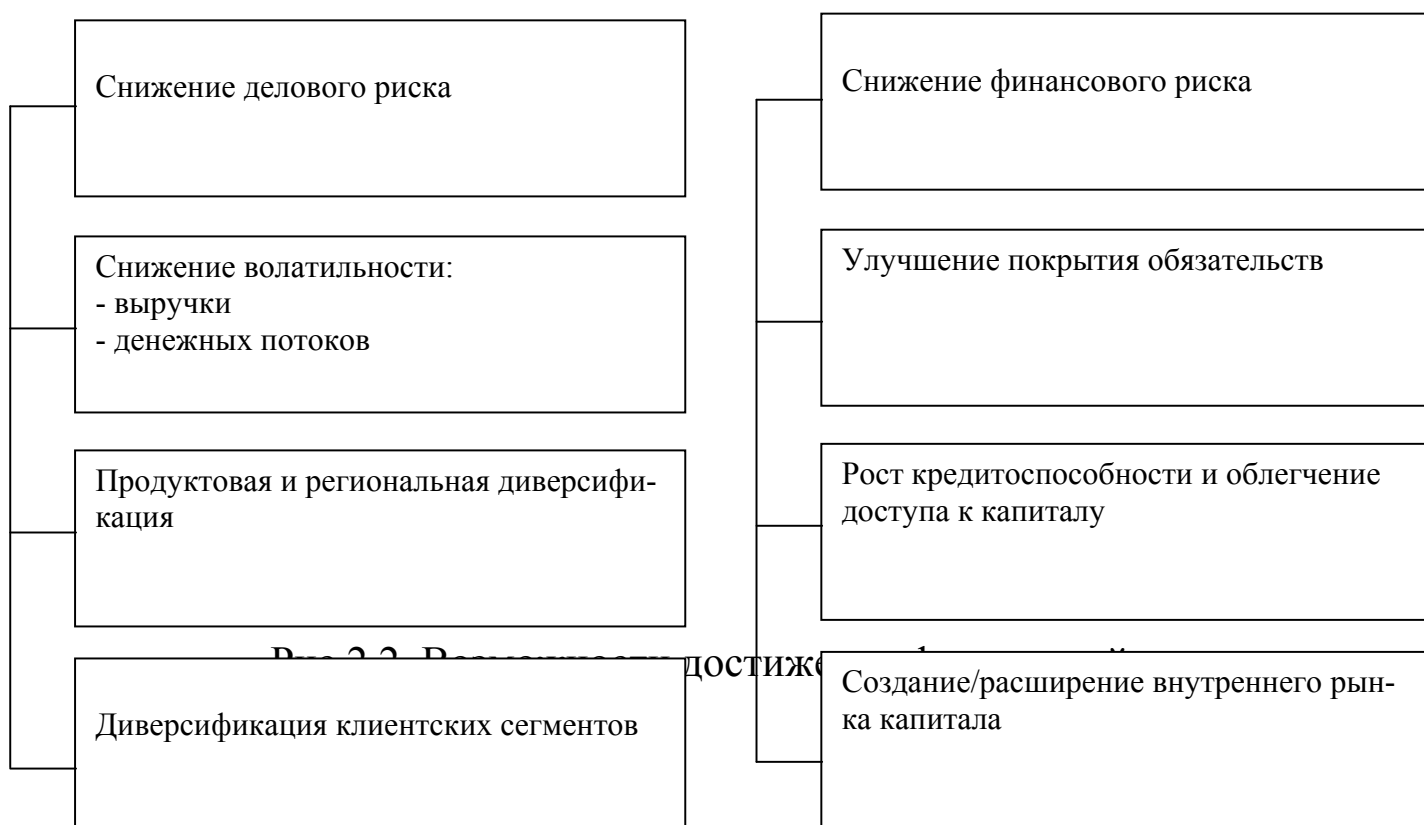 Снижение делового риска
Снижение волатильности:
- выручки
- денежных потоков
Продуктовая и региональная диверсифи-
кация
Диверсификация клиентских сегментов
Снижение финансового риска
Улучшение покрытия обязательств
Рост кредитоспособности и облегчение
доступа к капиталу
Создание/расширение внутреннего рын-
ка капитала